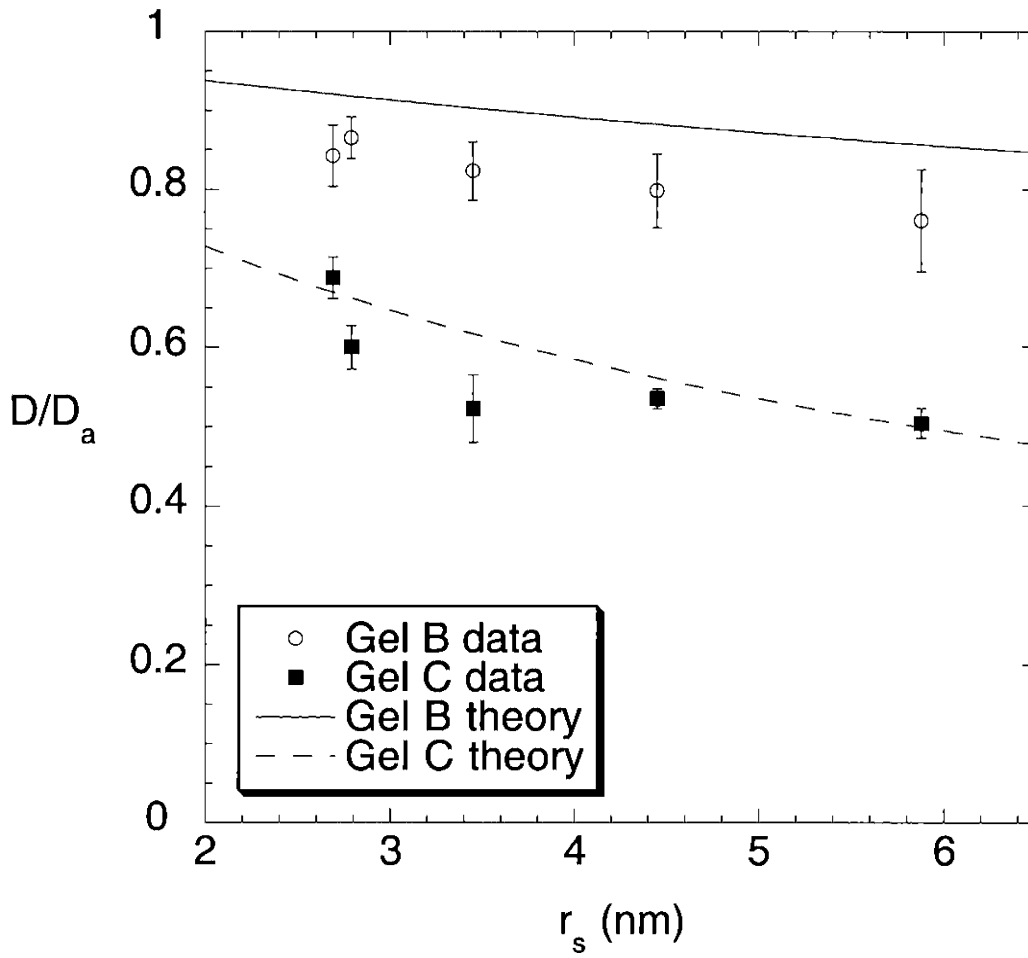 1
0.8
0.6
D/Da
0.4
0.2
0
Gel B data
Gel C data
Gel B theory
Gel C theory
2 3 4 5 6
rs (nm)